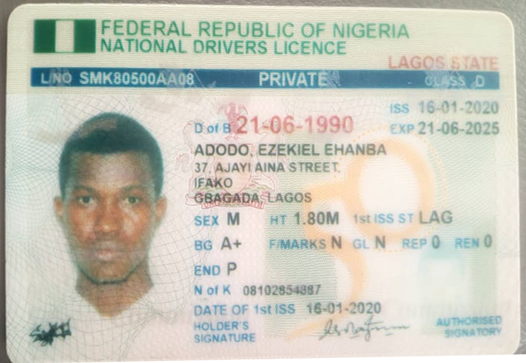 FEDERAL REPUBLIC OF NIGERIA
NATIONAL DRIVERS LICENCE
LAGOS STATE
L/NO SMK80500AA08 PRIVATE CLASS D
ISS 16-01-2020
D of B 21-06-1990 EXP 21-06-2025
ADODO, EZEKIEL EHANBA
37, AJAYI AINA STREET,
IFAKO
GBAGADA, LAGOS
SEX M HT 1.80M 1st ISS ST LAG
BG A+ F/MARKS N GL N REP 0 REN 0
END P
N of K 08102854887
DATE OF 1st ISS 16-01-2020
HOLDER'S
SIGNATURE
AUTHORISED
SIGNATORY